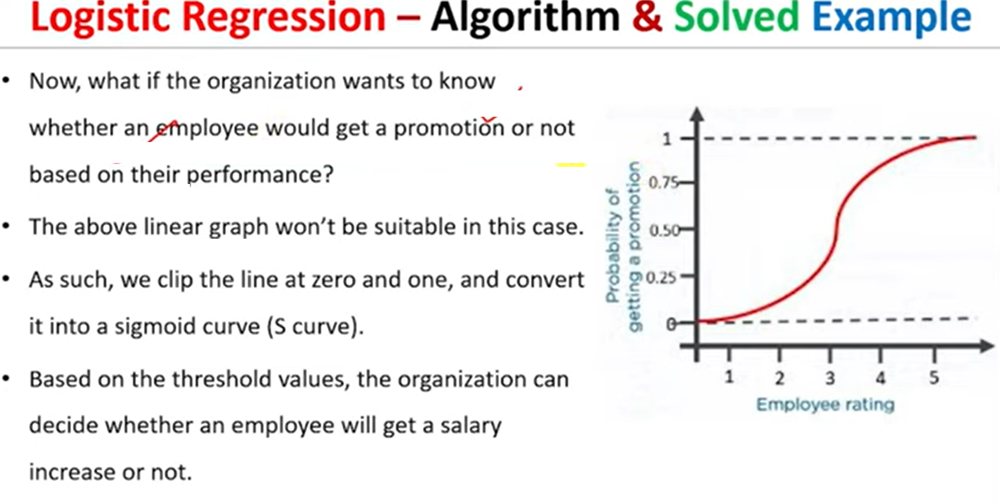 Logistic Regression – Algorithm & Solved Example
• Now, what if the organization wants to know
whether an employee would get a promotion or not
based on their performance?
• The above linear graph won't be suitable in this case.
• As such, we clip the line at zero and one, and convert
it into a sigmoid curve (S curve).
• Based on the threshold values, the organization can
decide whether an employee will get a salary
increase or not.
Probability of
getting a promotion
1
0.75
0.50
0.25
0
1 2 3 4 5
Employee rating